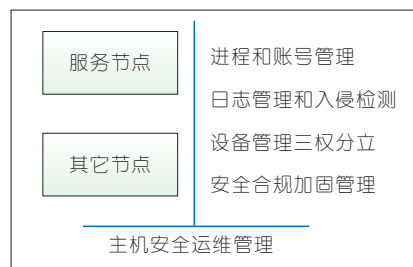 服务节点
其它节点
进程和账号管理
日志管理和入侵检测
设备管理三权分立
安全合规加固管理
主机安全运维管理